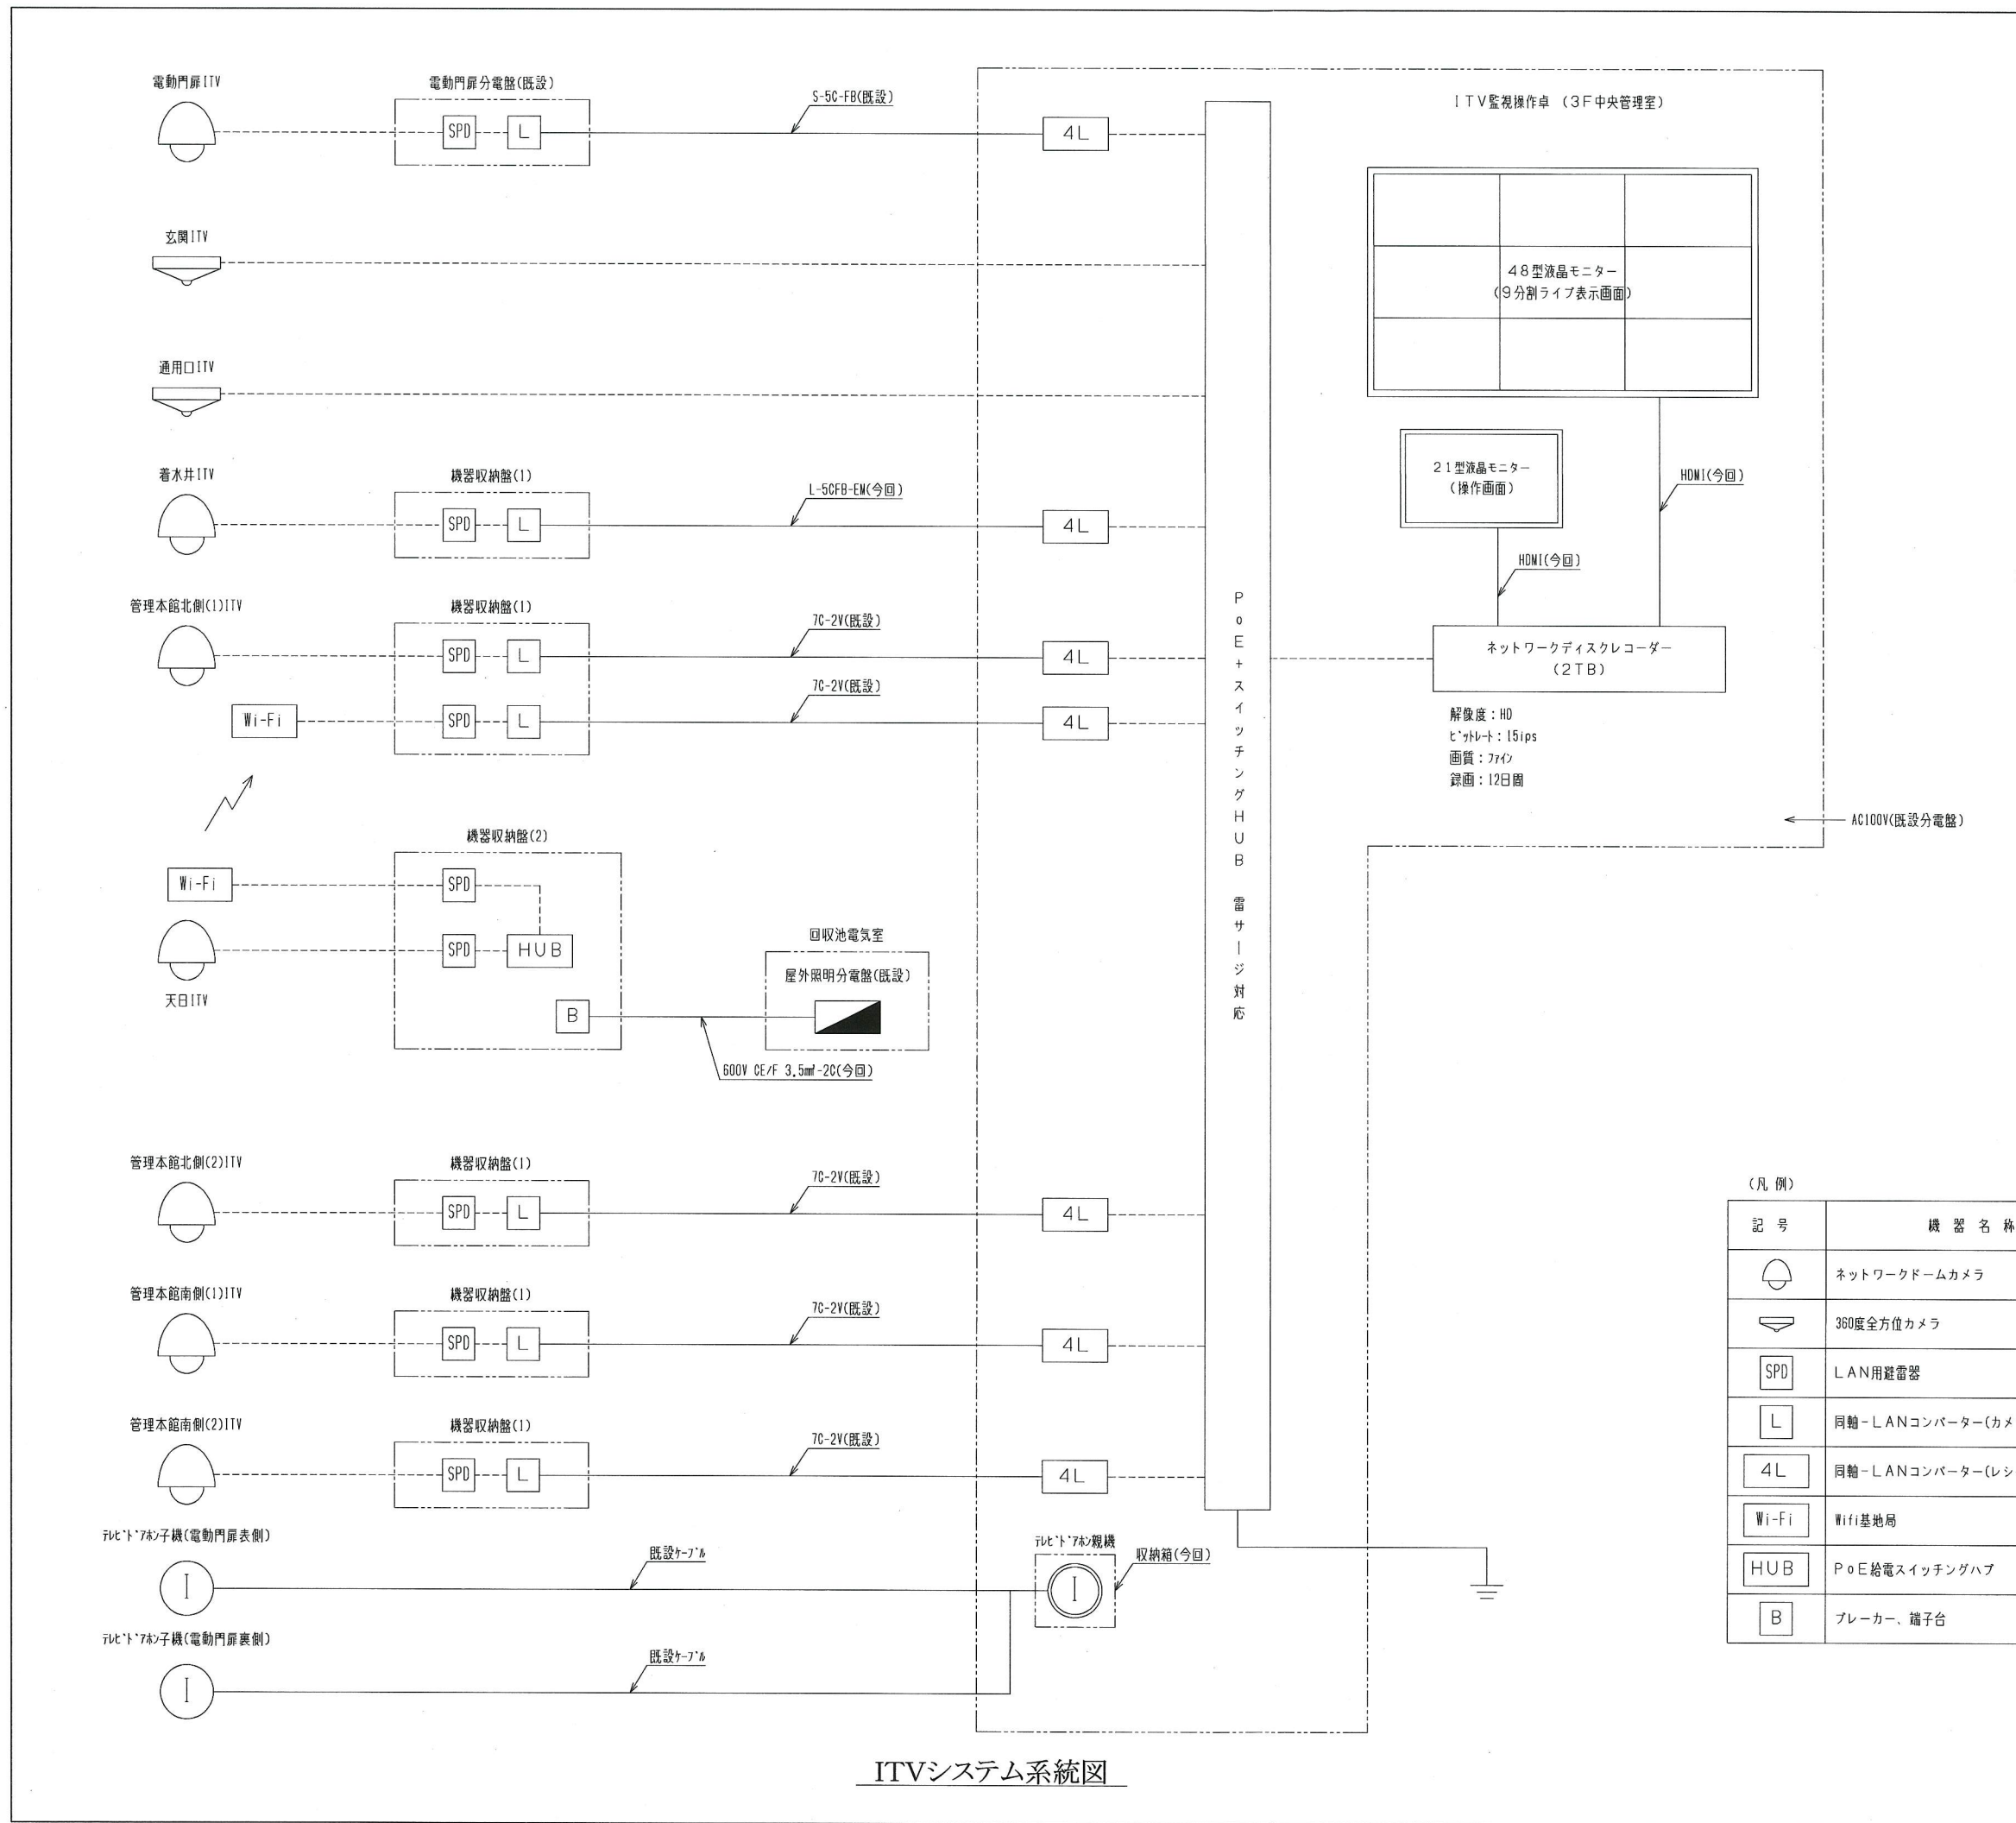 電動門扉ITV
電動門扉分電盤(既設)
S-5C-FB(既設)
ITV監視操作卓 (3F中央管理室)
SPD
L
4L
玄関ITV
48型液晶モニター
(9分割ライブ表示画面)
通用口ITV
着水井ITV
機器収納盤(1)
L-5CFB-EM(今回)
SPD
L
4L
21型液晶モニター
(操作画面)
HDMI(今回)
HDMI(今回)
管理本館北側(1)ITV
機器収納盤(1)
7C-2V(既設)
SPD
L
4L
7C-2V(既設)
Wi-Fi
SPD
L
4L
PoE+スイッチングHUB 雷サージ対応
ネットワークディスクレコーダー
(2TB)
解像度：HD
ビットレート：15ips
画質：ファイン
録画：12日間
AC100V(既設分電盤)
機器収納盤(2)
Wi-Fi
SPD
SPD
HUB
天日ITV
B
回収池電気室
屋外照明分電盤(既設)
600V CE/F 3.5㎟-2C(今回)
管理本館北側(2)ITV
機器収納盤(1)
7C-2V(既設)
SPD
L
4L
管理本館南側(1)ITV
機器収納盤(1)
7C-2V(既設)
SPD
L
4L
管理本館南側(2)ITV
機器収納盤(1)
7C-2V(既設)
SPD
L
4L
テレビドアホン子機(電動門扉表側)
I
既設ケーブル
テレビドアホン親機
I
収納箱(今回)
テレビドアホン子機(電動門扉裏側)
I
既設ケーブル
(凡 例)
記 号
機 器 名 称
ネットワークドームカメラ
360度全方位カメラ
SPD
LAN用避雷器
L
同軸-LANコンバーター(カメ
4L
同軸-LANコンバーター(レシ
Wi-Fi
Wifi基地局
HUB
PoE給電スイッチングハブ
B
ブレーカー、端子台
ITVシステム系統図